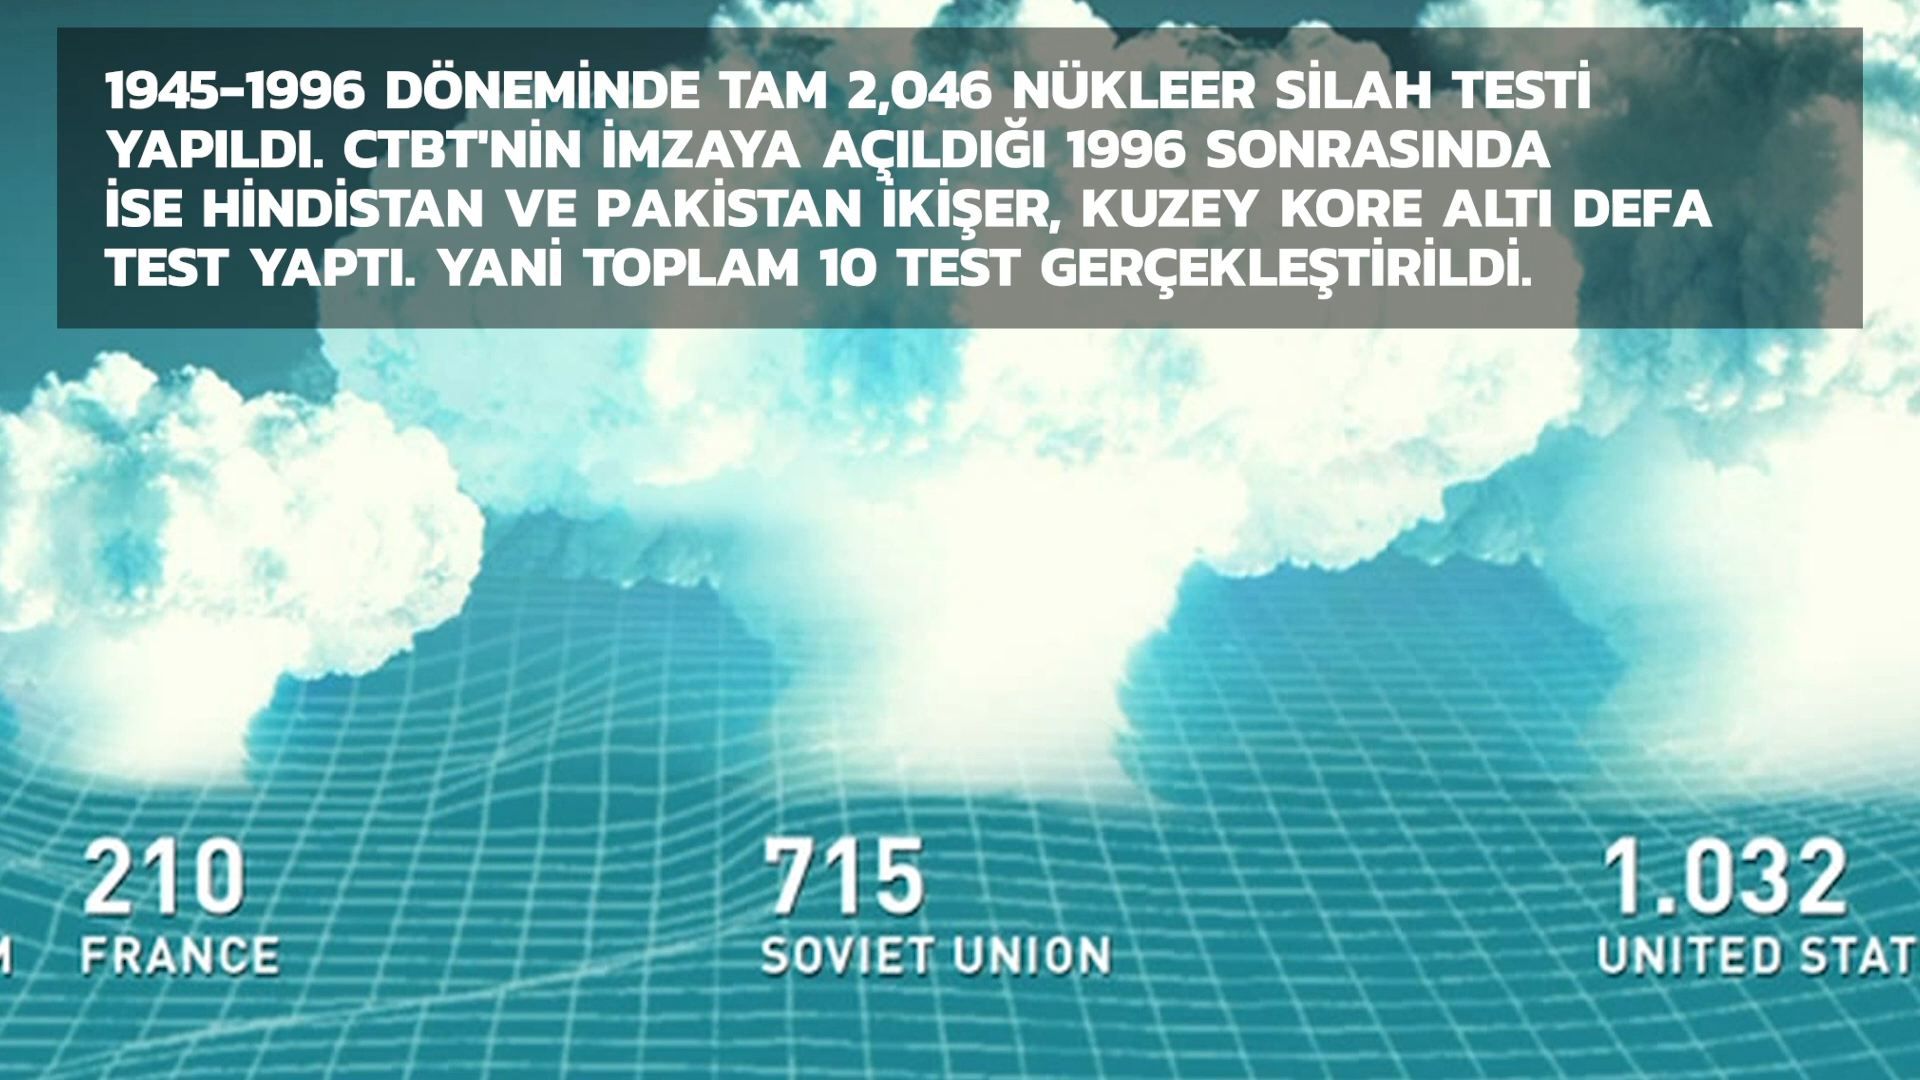 1945-1996 DÖNEMİNDE TAM 2,046 NÜKLEER SİLAH TESTİ
YAPILDI. CTBT'NİN İMZAYA AÇILDIĞI 1996 SONRASINDA
İSE HİNDİSTAN VE PAKİSTAN İKİŞER, KUZEY KORE ALTI DEFA
TEST YAPTI. YANİ TOPLAM 10 TEST GERÇEKLEŞTİRİLDİ.
210
FRANCE
715
SOVIET UNION
1.032
UNITED STAT